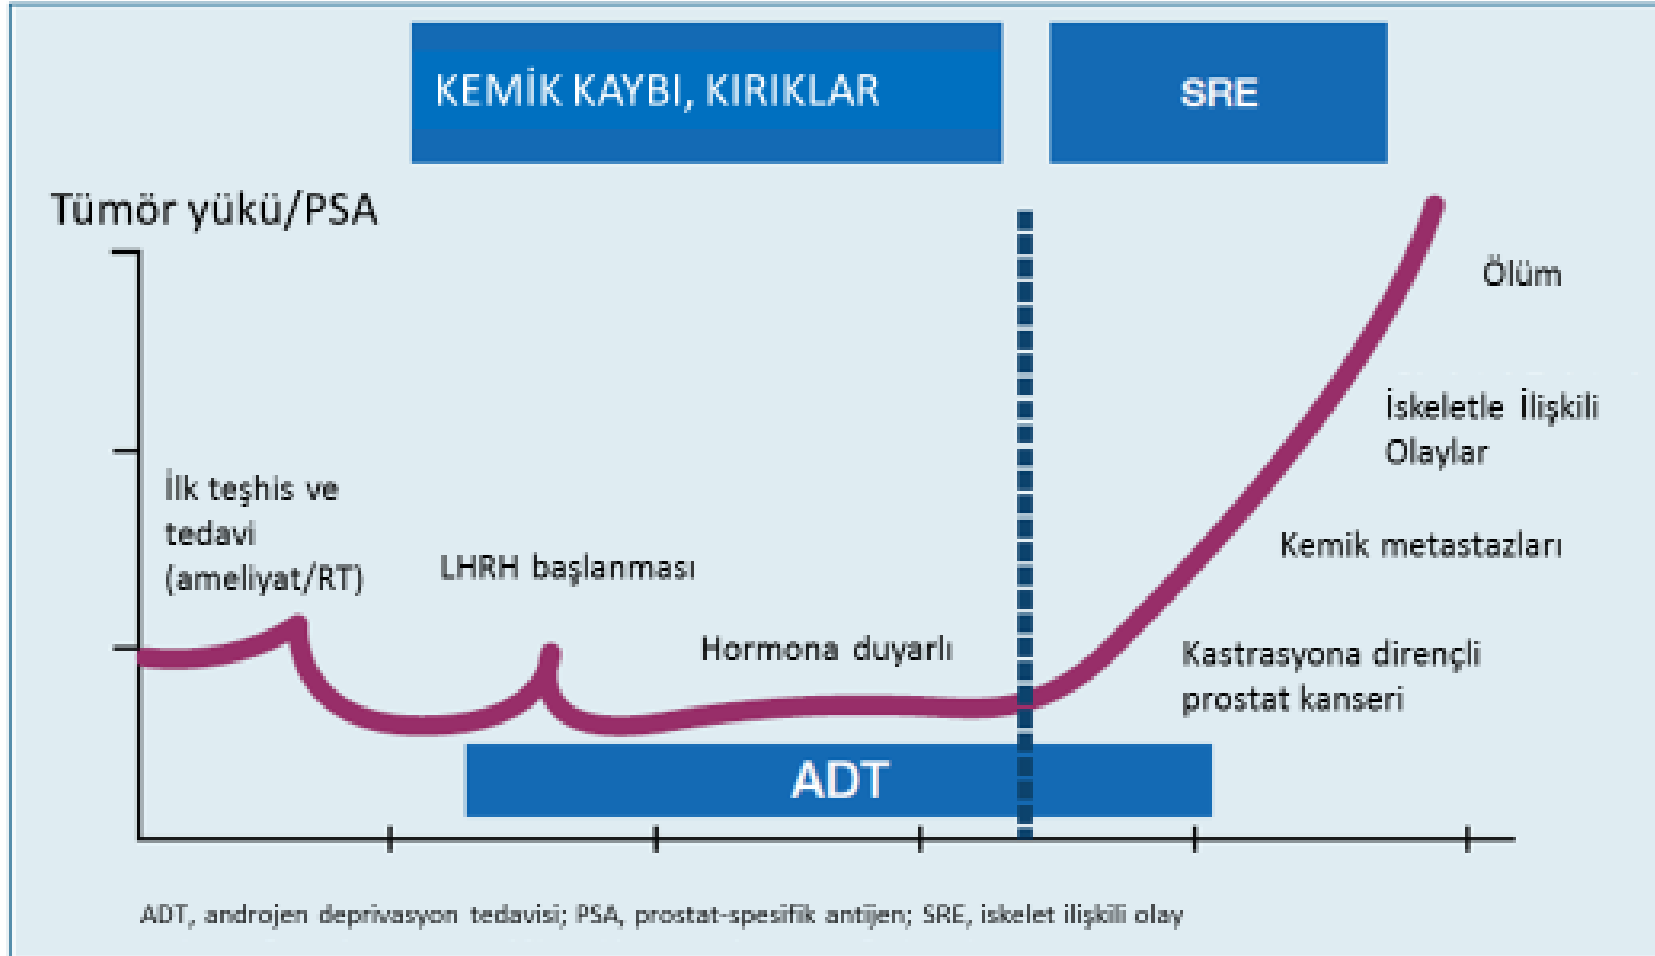 KEMİK KAYBI, KIRIKLAR
SRE
Tümör yükü/PSA
Ölüm
İskeletle İlişkili
Olaylar
İlk teşhis ve
tedavi
(ameliyat/RT)
LHRH başlanması
Kemik metastazları
Hormona duyarlı
Kastrasyona dirençli
prostat kanseri
ADT
ADT, androjen deprivasyon tedavisi; PSA, prostat-spesifik antijen; SRE, iskelet ilişkili olay